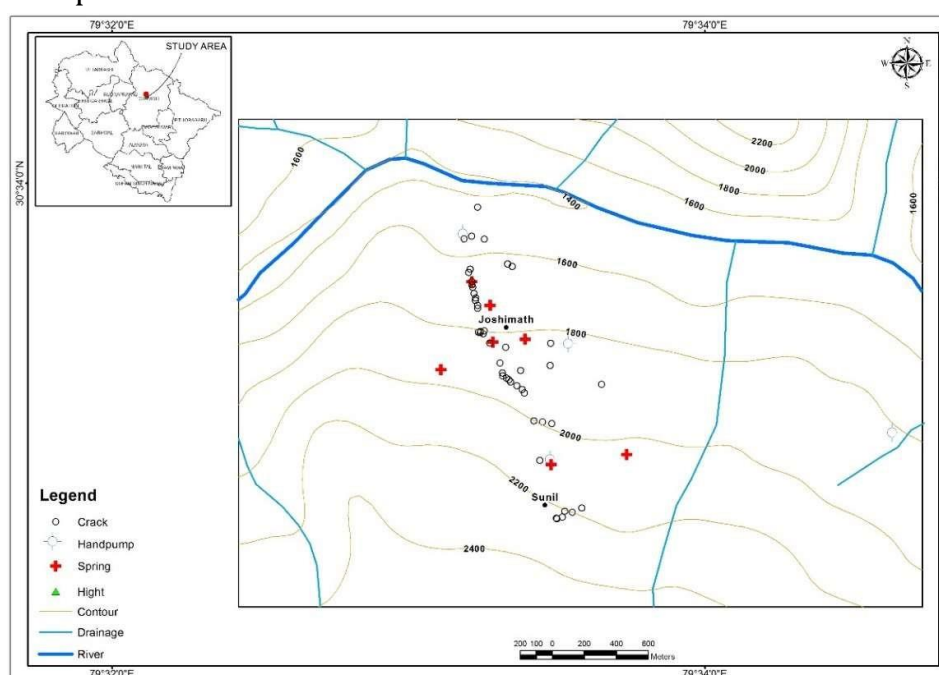 79°32'0"E
79°34'0"E
STUDY AREA
N
W
E
S
30°34'0"N
2200
2000
1800
1600
1600
1400
1600
1600
Joshimath
1800
2000
2200
Sunil
2400
Legend
Crack
Handpump
Spring
Hight
Contour
Drainage
River
200 100 0 200 400 600
Meters
79°32'0"E
79°34'0"E